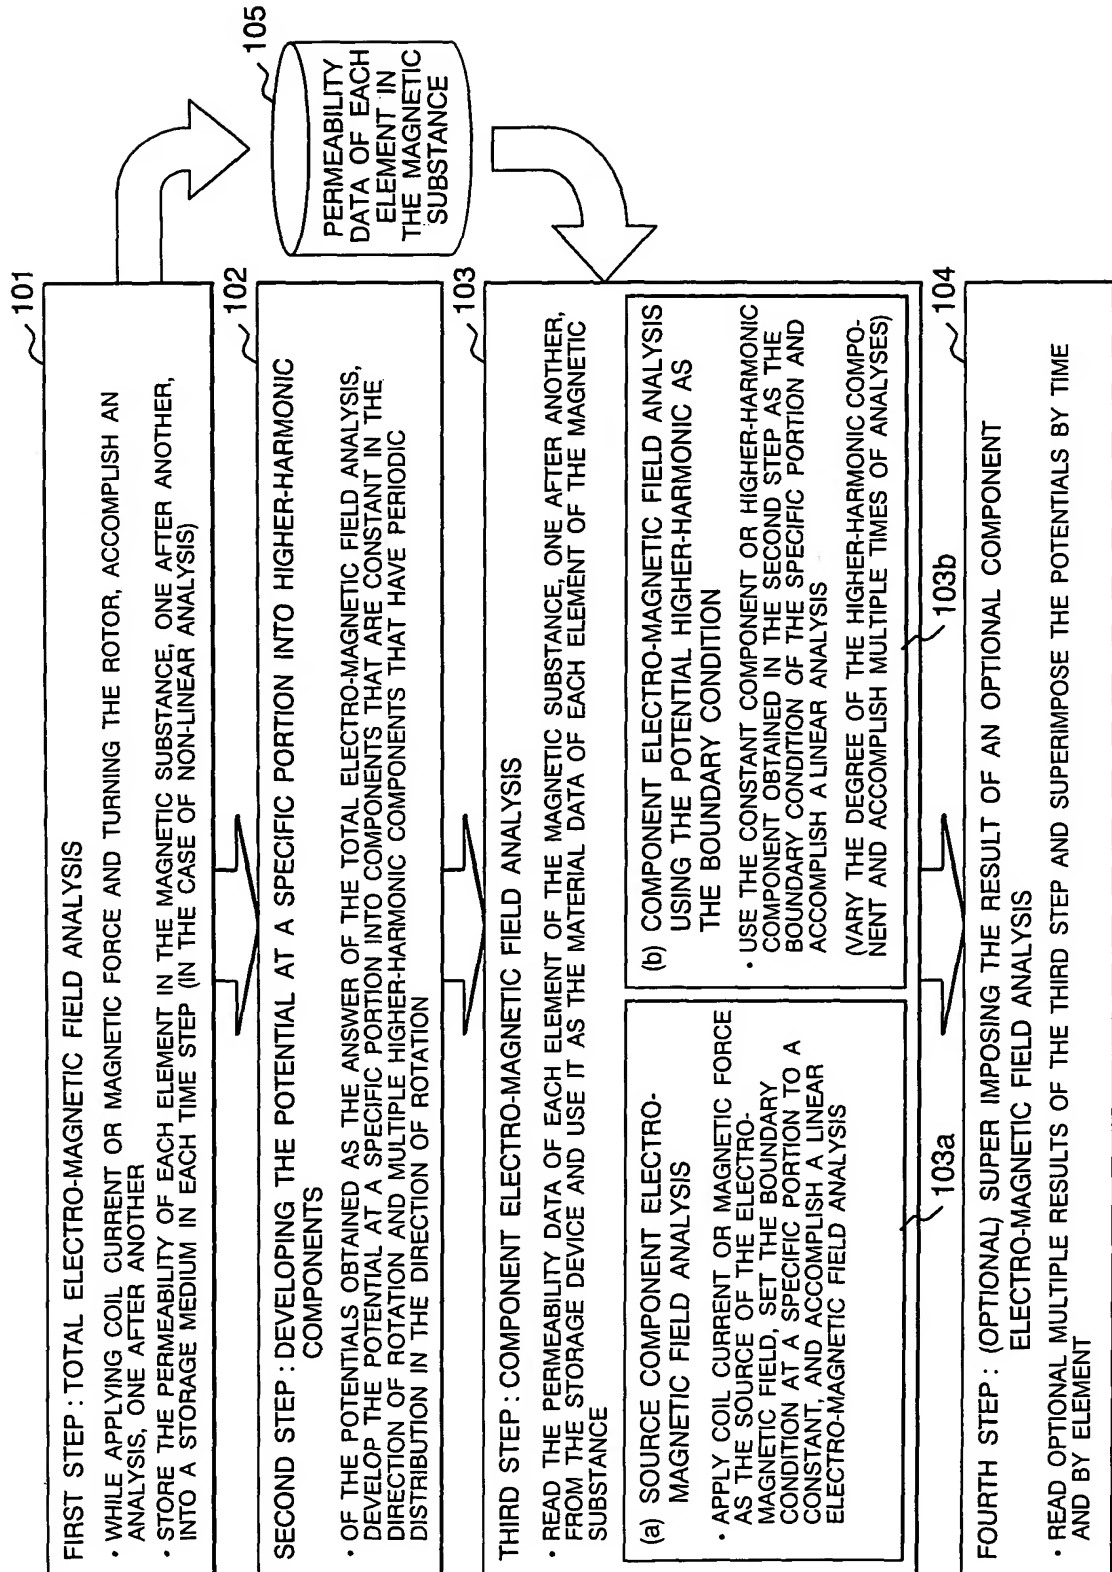 101
FIRST STEP : TOTAL ELECTRO-MAGNETIC FIELD ANALYSIS
• WHILE APPLYING COIL CURRENT OR MAGNETIC FORCE AND TURNING THE ROTOR, ACCOMPLISH AN
ANALYSIS, ONE AFTER ANOTHER
• STORE THE PERMEABILITY OF EACH ELEMENT IN THE MAGNETIC SUBSTANCE, ONE AFTER ANOTHER,
INTO A STORAGE MEDIUM IN EACH TIME STEP (IN THE CASE OF NON-LINEAR ANALYSIS)
105
PERMEABILITY
DATA OF EACH
ELEMENT IN
THE MAGNETIC
SUBSTANCE
102
SECOND STEP : DEVELOPING THE POTENTIAL AT A SPECIFIC PORTION INTO HIGHER-HARMONIC
COMPONENTS
• OF THE POTENTIALS OBTAINED AS THE ANSWER OF THE TOTAL ELECTRO-MAGNETIC FIELD ANALYSIS,
DEVELOP THE POTENTIAL AT A SPECIFIC PORTION INTO COMPONENTS THAT ARE CONSTANT IN THE
DIRECTION OF ROTATION AND MULTIPLE HIGHER-HARMONIC COMPONENTS THAT HAVE PERIODIC
DISTRIBUTION IN THE DIRECTION OF ROTATION
103
THIRD STEP : COMPONENT ELECTRO-MAGNETIC FIELD ANALYSIS
• READ THE PERMEABILITY DATA OF EACH ELEMENT OF THE MAGNETIC SUBSTANCE, ONE AFTER ANOTHER,
FROM THE STORAGE DEVICE AND USE IT AS THE MATERIAL DATA OF EACH ELEMENT OF THE MAGNETIC
SUBSTANCE
(a) SOURCE COMPONENT ELECTRO-
MAGNETIC FIELD ANALYSIS
• APPLY COIL CURRENT OR MAGNETIC FORCE
AS THE SOURCE OF THE ELECTRO-
MAGNETIC FIELD, SET THE BOUNDARY
CONDITION AT A SPECIFIC PORTION TO A
CONSTANT, AND ACCOMPLISH A LINEAR
ELECTRO-MAGNETIC FIELD ANALYSIS
103a
(b) COMPONENT ELECTRO-MAGNETIC FIELD ANALYSIS
USING THE POTENTIAL HIGHER-HARMONIC AS
THE BOUNDARY CONDITION
• USE THE CONSTANT COMPONENT OR HIGHER-HARMONIC
COMPONENT OBTAINED IN THE SECOND STEP AS THE
BOUNDARY CONDITION OF THE SPECIFIC PORTION AND
ACCOMPLISH A LINEAR ANALYSIS
(VARY THE DEGREE OF THE HIGHER-HARMONIC COMPO-
NENT AND ACCOMPLISH MULTIPLE TIMES OF ANALYSES)
103b
104
FOURTH STEP : (OPTIONAL) SUPER IMPOSING THE RESULT OF AN OPTIONAL COMPONENT
ELECTRO-MAGNETIC FIELD ANALYSIS
• READ OPTIONAL MULTIPLE RESULTS OF THE THIRD STEP AND SUPERIMPOSE THE POTENTIALS BY TIME
AND BY ELEMENT